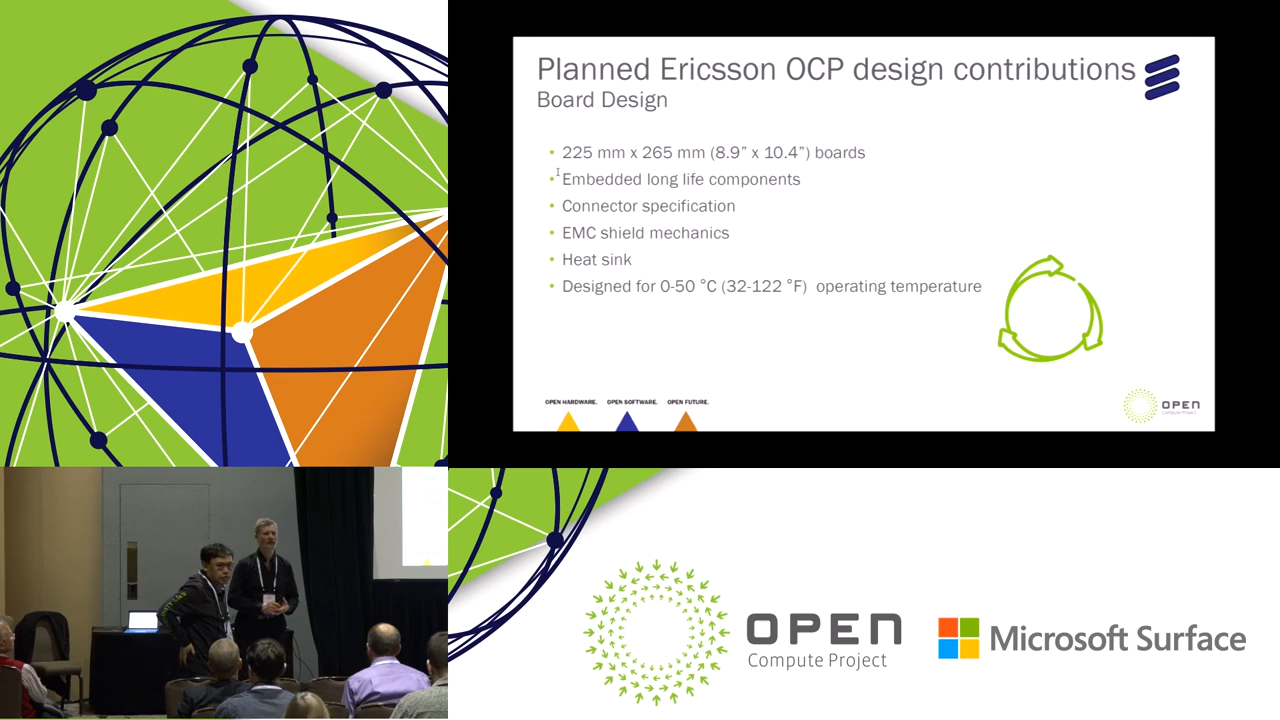 Planned Ericsson OCP design contributions
Board Design
• 225 mm x 265 mm (8.9” x 10.4”) boards
• Embedded long life components
• Connector specification
• EMC shield mechanics
• Heat sink
• Designed for 0-50 °C (32-122 °F)  operating temperature
OPEN HARDWARE. OPEN SOFTWARE. OPEN FUTURE.
OPEN
Compute Project
OPEN
Compute Project
Microsoft Surface